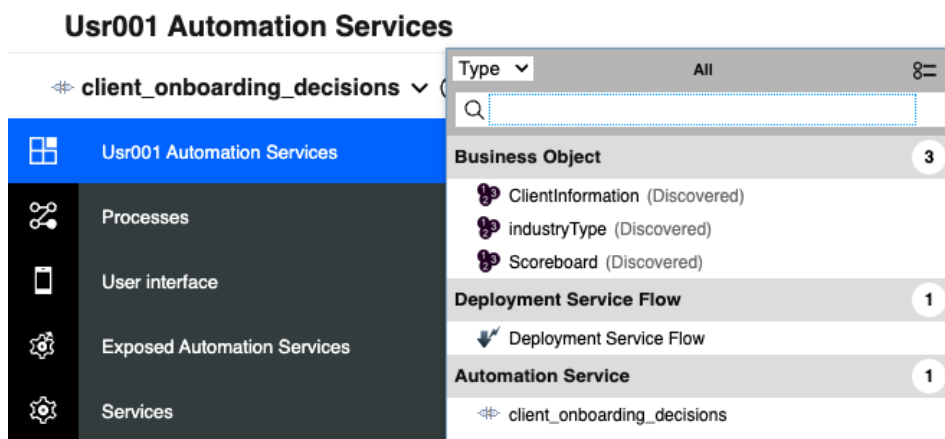 Usr001 Automation Services
client_onboarding_decisions
Usr001 Automation Services
Processes
User interface
Exposed Automation Services
Services
Type All
Business Object 3
ClientInformation (Discovered)
industryType (Discovered)
Scoreboard (Discovered)
Deployment Service Flow 1
Deployment Service Flow
Automation Service 1
client_onboarding_decisions